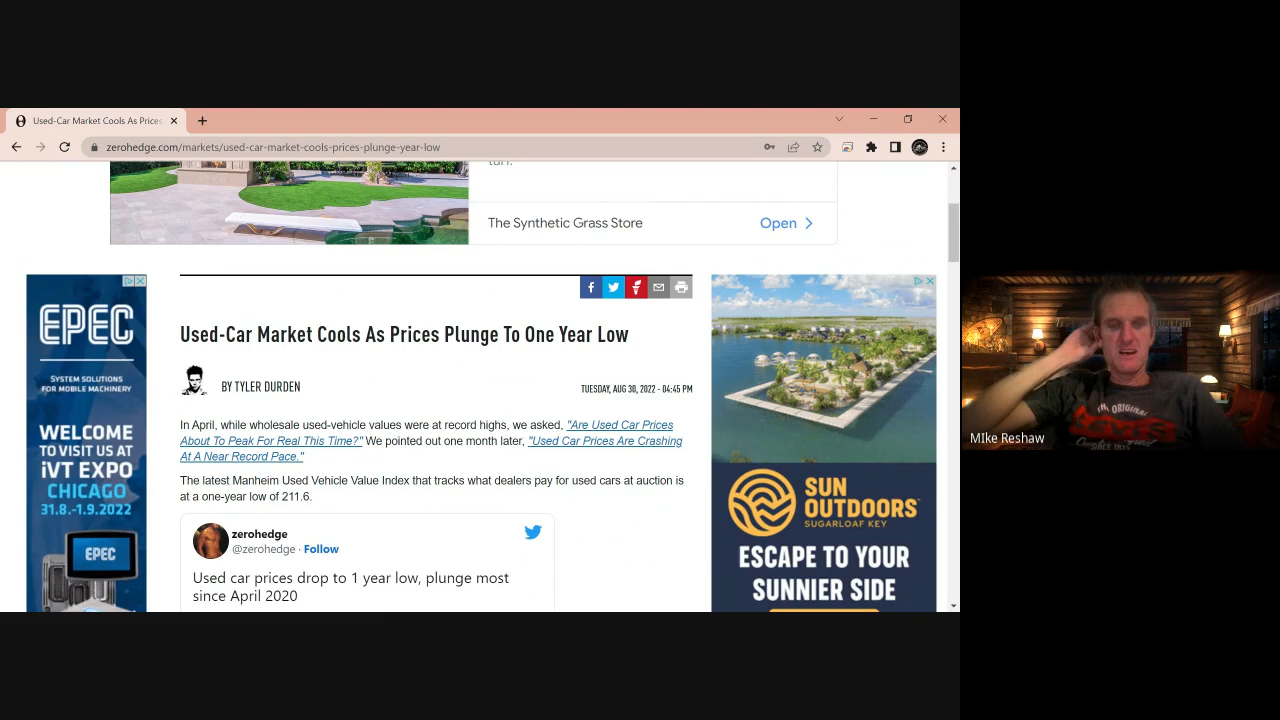 Used-Car Market Cools As Prices
zerohedge.com/markets/used-car-market-cools-prices-plunge-year-low
turf.
The Synthetic Grass Store
Open
EPEC
SYSTEM SOLUTIONS
FOR MOBILE MACHINERY
WELCOME
TO VISIT US AT
iVT EXPO
CHICAGO
31.8.-1.9.2022
EPEC
Used-Car Market Cools As Prices Plunge To One Year Low
BY TYLER DURDEN
TUESDAY, AUG 30, 2022 - 04:45 PM
In April, while wholesale used-vehicle values were at record highs, we asked, "Are Used Car Prices
About To Peak For Real This Time?" We pointed out one month later, "Used Car Prices Are Crashing
At A Near Record Pace."
The latest Manheim Used Vehicle Value Index that tracks what dealers pay for used cars at auction is
at a one-year low of 211.6.
zerohedge
@zerohedge · Follow
Used car prices drop to 1 year low, plunge most
since April 2020
SUN
OUTDOORS
SUGARLOAF KEY
ESCAPE TO YOUR
SUNNIER SIDE
THE ORIGINAL
MIke Reshaw